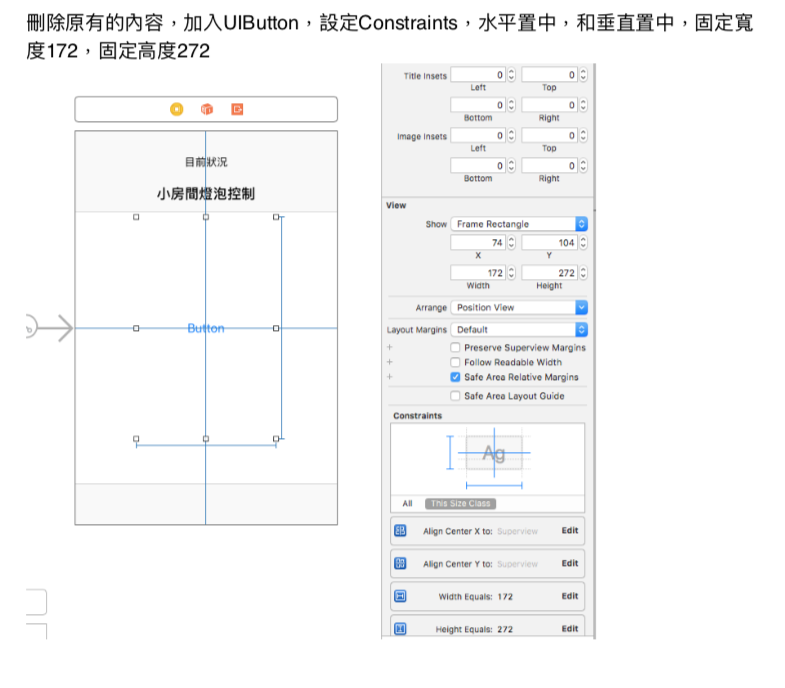 刪除原有的內容，加入UIButton，設定Constraints，水平置中，和垂直置中，固定寬
度172，固定高度272
目前狀況
小房間燈泡控制
Button
Title Insets 0 0
Left Top
0 0
Bottom Right
Image Insets 0 0
Left Top
0 0
Bottom Right
View
Show Frame Rectangle
74 104
X Y
172 272
Width Height
Arrange Position View
Layout Margins Default
+ Preserve Superview Margins
+ Follow Readable Width
+ Safe Area Relative Margins
Safe Area Layout Guide
Constraints
Ag
All This Size Class
Align Center X to: Superview Edit
Align Center Y to: Superview Edit
Width Equals: 172 Edit
Height Equals: 272 Edit